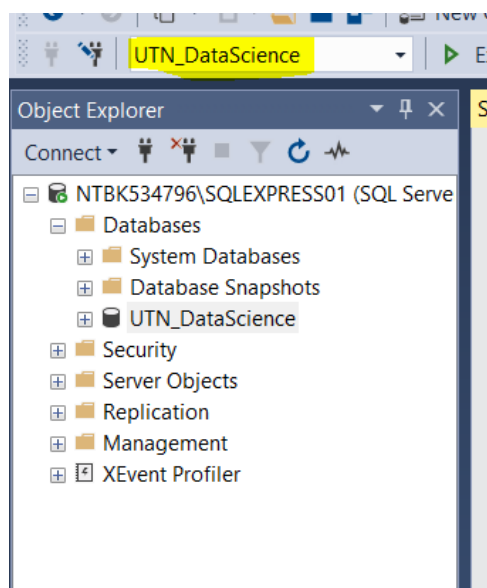 New
UTN_DataScience
Object Explorer
Connect
NTBK534796\SQLEXPRESS01 (SQL Serve
Databases
System Databases
Database Snapshots
UTN_DataScience
Security
Server Objects
Replication
Management
XEvent Profiler